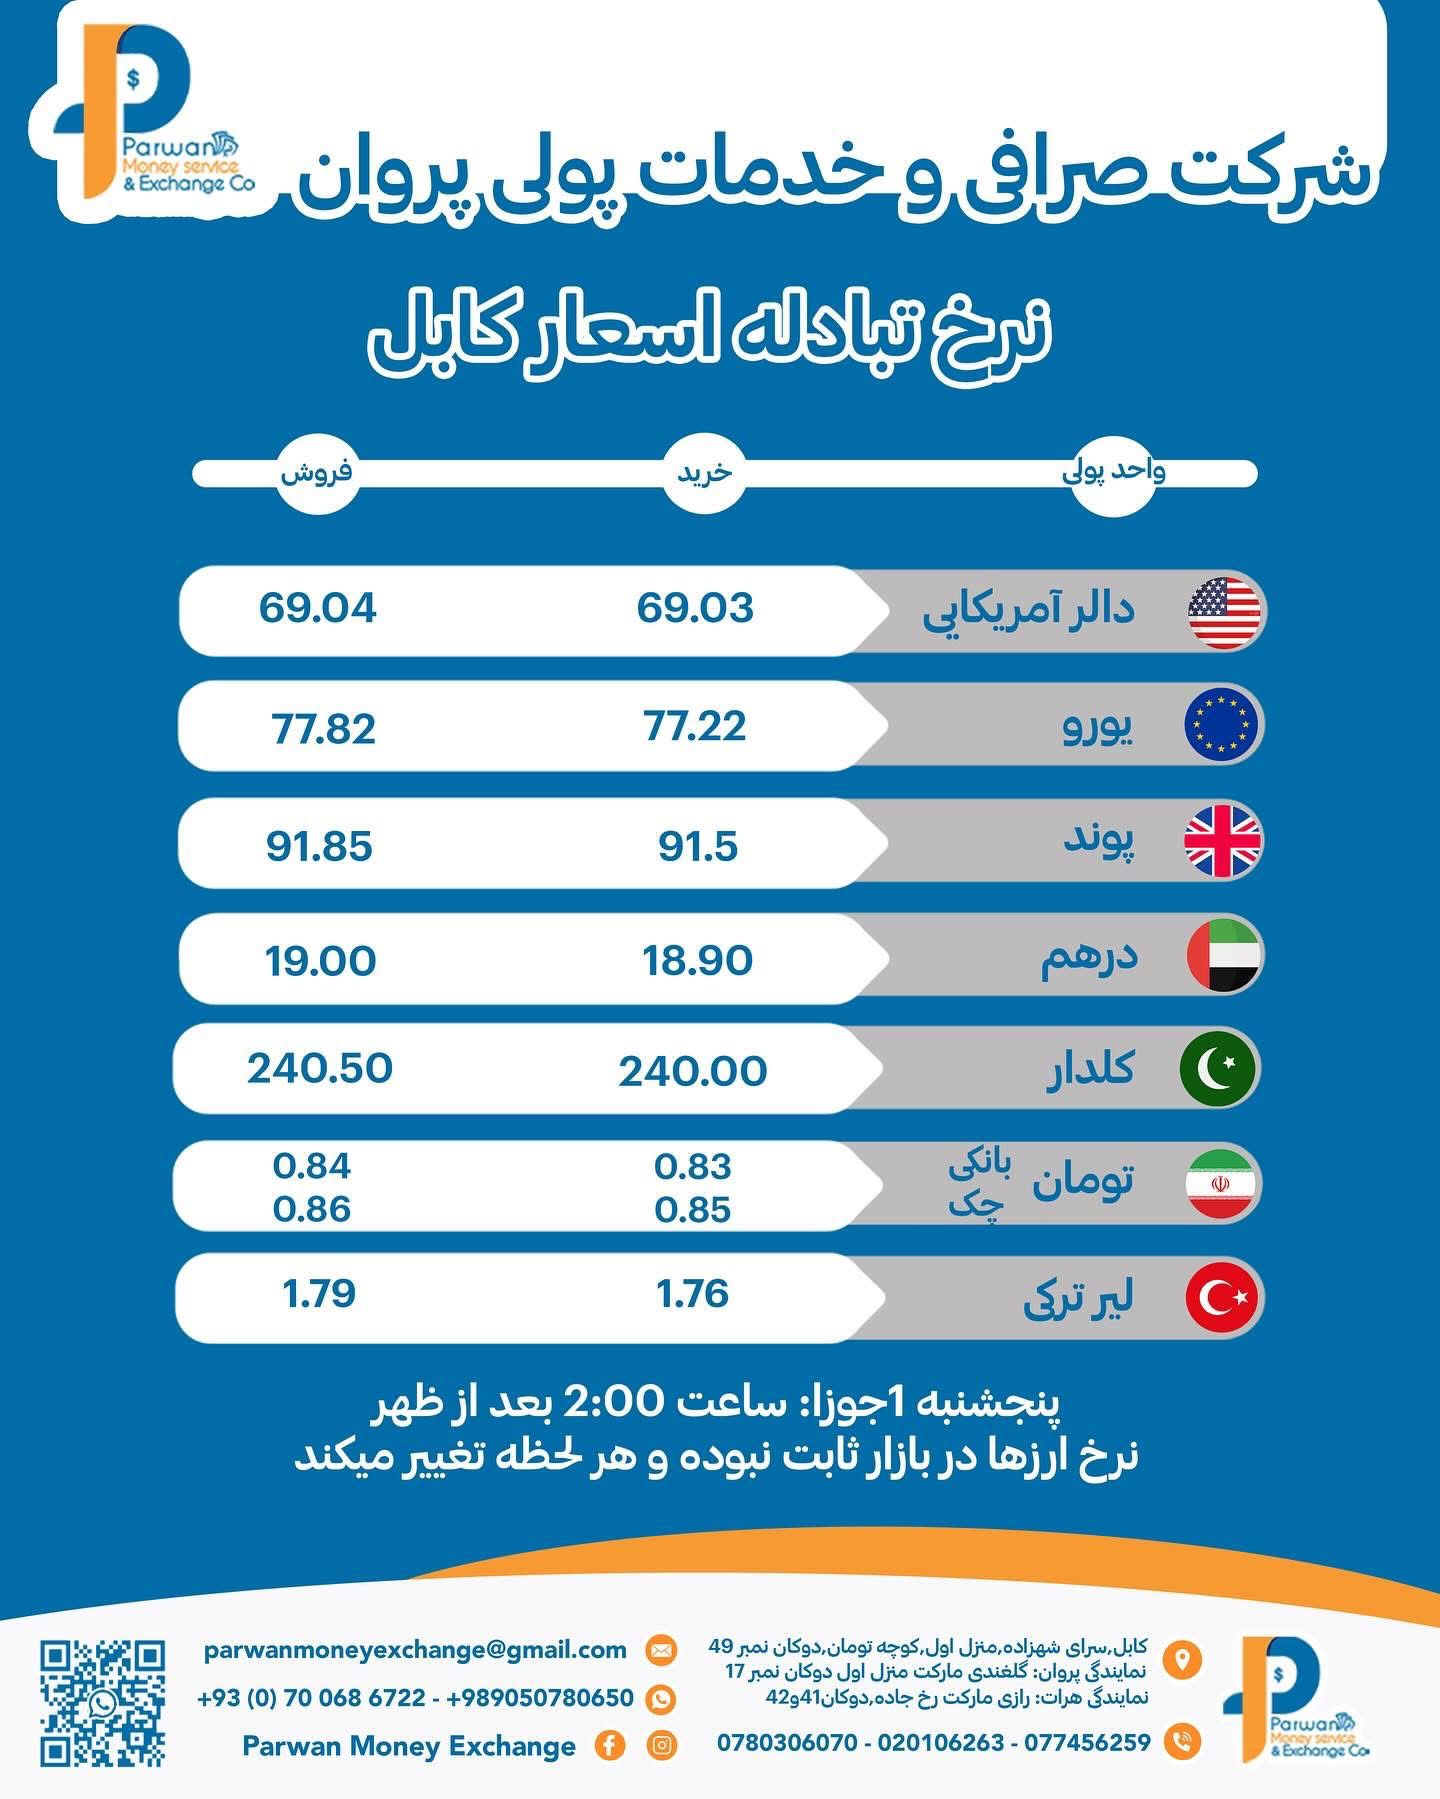 Parwan
Money service
& Exchange Co
شرکت صرافی و خدمات پولی پروان
نرخ تبادله اسعار کابل
واحد پولی خرید فروش
دالر آمریکایی 69.03 69.04
یورو 77.22 77.82
پوند 91.5 91.85
درهم 18.90 19.00
کلدار 240.00 240.50
تومان بانکی 0.83 0.84
چک 0.85 0.86
لیر ترکی 1.76 1.79
پنجشنبه 1جوزا: ساعت 2:00 بعد از ظهر
نرخ ارزها در بازار ثابت نبوده و هر لحظه تغییر میکند
کابل,سرای شهزاده,منزل اول,کوچه تومان,دوکان نمبر 49
نمایندگی پروان: گلغندی مارکت منزل اول دوکان نمبر 17
نمایندگی هرات: رازی مارکت رخ جاده,دوکان41و42
0780306070 - 020106263 - 077456259
parwanmoneyexchange@gmail.com
+93 (0) 70 068 6722 - +989050780650
Parwan Money Exchange
Parwan
Money service
& Exchange Co